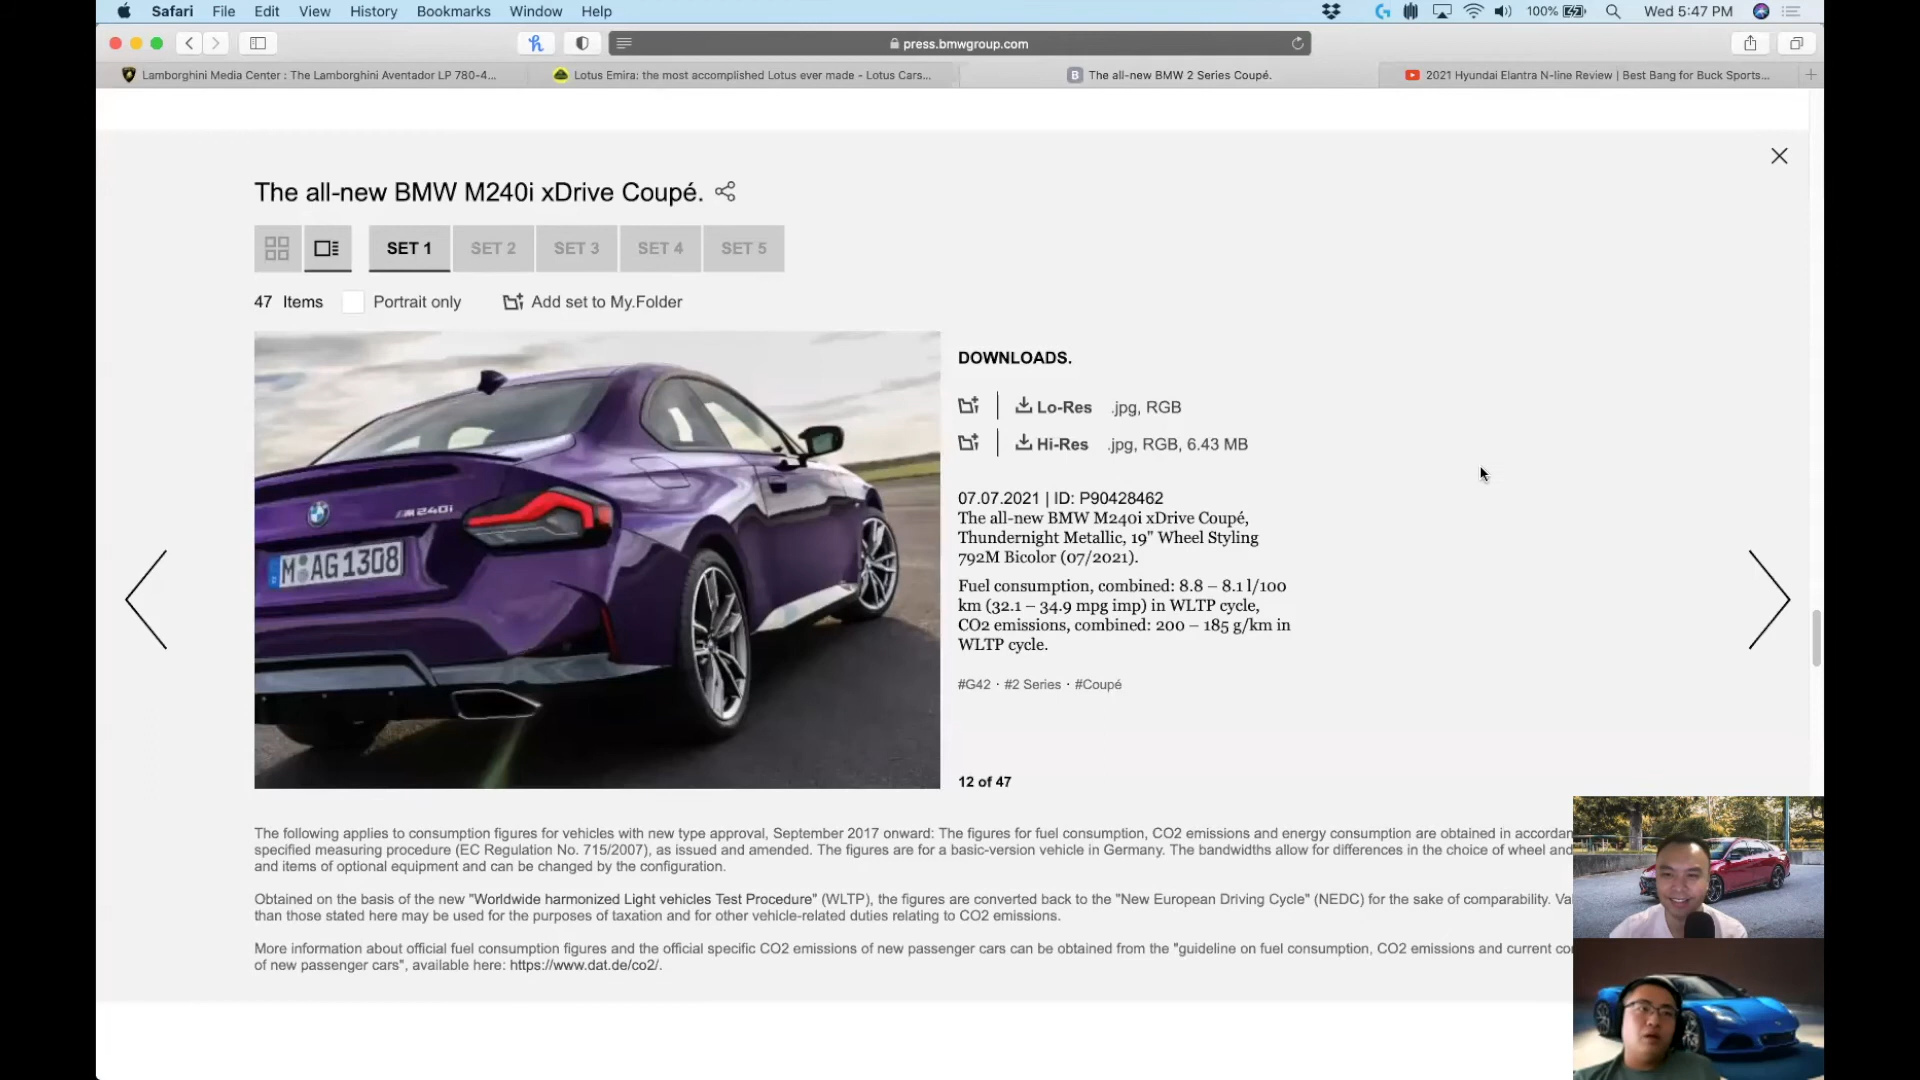 Safari File Edit View History Bookmarks Window Help 100% Wed 5:47 PM
press.bmwgroup.com
Lamborghini Media Center : The Lamborghini Aventador LP 780-4...
Lotus Emira: the most accomplished Lotus ever made - Lotus Cars...
B The all-new BMW 2 Series Coupé.
2021 Hyundai Elantra N-line Review | Best Bang for Buck Sports...
The all-new BMW M240i xDrive Coupé.
SET 1 SET 2 SET 3 SET 4 SET 5
47 Items Portrait only Add set to My.Folder
M240i
M AG 1308
DOWNLOADS.
Lo-Res .jpg, RGB
Hi-Res .jpg, RGB, 6.43 MB
07.07.2021 | ID: P90428462
The all-new BMW M240i xDrive Coupé,
Thundernight Metallic, 19" Wheel Styling
792M Bicolor (07/2021).
Fuel consumption, combined: 8.8 – 8.1 l/100
km (32.1 – 34.9 mpg imp) in WLTP cycle,
CO2 emissions, combined: 200 – 185 g/km in
WLTP cycle.
#G42 · #2 Series · #Coupé
12 of 47
The following applies to consumption figures for vehicles with new type approval, September 2017 onward: The figures for fuel consumption, CO2 emissions and energy consumption are obtained in accordan
specified measuring procedure (EC Regulation No. 715/2007), as issued and amended. The figures are for a basic-version vehicle in Germany. The bandwidths allow for differences in the choice of wheel and
and items of optional equipment and can be changed by the configuration.
Obtained on the basis of the new "Worldwide harmonized Light vehicles Test Procedure" (WLTP), the figures are converted back to the "New European Driving Cycle" (NEDC) for the sake of comparability. Va
than those stated here may be used for the purposes of taxation and for other vehicle-related duties relating to CO2 emissions.
More information about official fuel consumption figures and the official specific CO2 emissions of new passenger cars can be obtained from the "guideline on fuel consumption, CO2 emissions and current co
of new passenger cars", available here: https://www.dat.de/co2/.